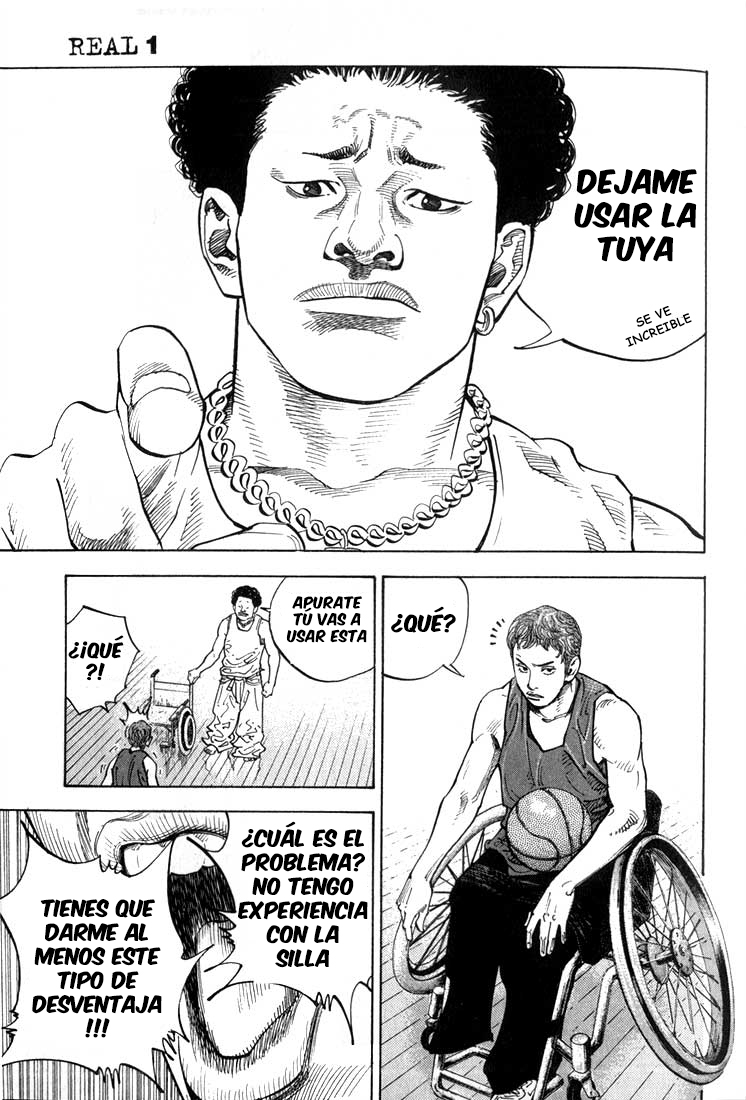 REAL 1
DEJAME
USAR LA
TUYA
SE VE
INCREIBLE
¿QUÉ?
APURATE
TÚ VAS A
USAR ESTA
¿¡QUÉ
?!
¿CUÁL ES EL
PROBLEMA?
NO TENGO
EXPERIENCIA
CON LA
SILLA
TIENES QUE
DARME AL
MENOS ESTE
TIPO DE
DESVENTAJA
!!!